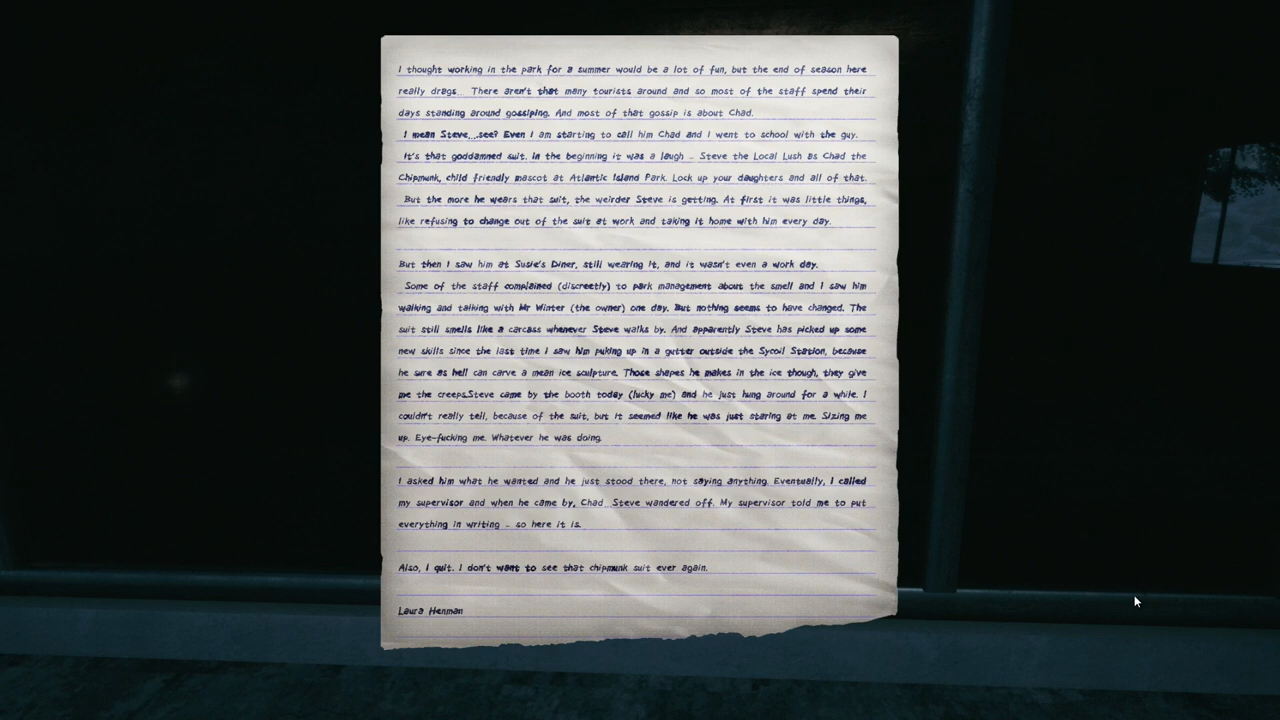 I thought working in the park for a summer would be a lot of fun, but the end of season here
really drags... There aren't that many tourists around and so most of the staff spend their
days standing around gossiping. And most of that gossip is about Chad.
I mean Steve,...see? Even I am starting to call him Chad and I went to school with the guy.
It's that goddamned suit. In the beginning it was a laugh - Steve the Local Lush as Chad the
Chipmunk, child friendly mascot at Atlantic Island Park. Lock up your daughters and all of that.
But the more he wears that suit, the weirder Steve is getting. At first it was little things,
like refusing to change out of the suit at work and taking it home with him every day.
But then I saw him at Susie's Diner, still wearing it, and it wasn't even a work day.
Some of the staff complained (discreetly) to park management about the smell and I saw him
walking and talking with Mr Winter (the owner) one day. But nothing seems to have changed. The
suit still smells like a carcass whenever Steve walks by. And apparently Steve has picked up some
new skills since the last time I saw him puking up in a gutter outside the Sycoil Station, because
he sure as hell can carve a mean ice sculpture. Those shapes he makes in the ice though, they give
me the creeps.Steve came by the booth today (lucky me) and he just hung around for a while. I
couldn't really tell, because of the suit, but it seemed like he was just staring at me. Sizing me
up. Eye-fucking me. Whatever he was doing.
I asked him what he wanted and he just stood there, not saying anything. Eventually, I called
my supervisor and when he came by, Chad...Steve wandered off. My supervisor told me to put
everything in writing - so here it is.
Also, I quit. I don't want to see that chipmunk suit ever again.
Laura Henman